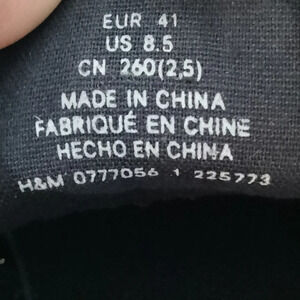 EUR 41
US 8.5
CN 260(2,5)
MADE IN CHINA
FABRIQUÉ EN CHINE
HECHO EN CHINA
H&M 0777056 1 225773